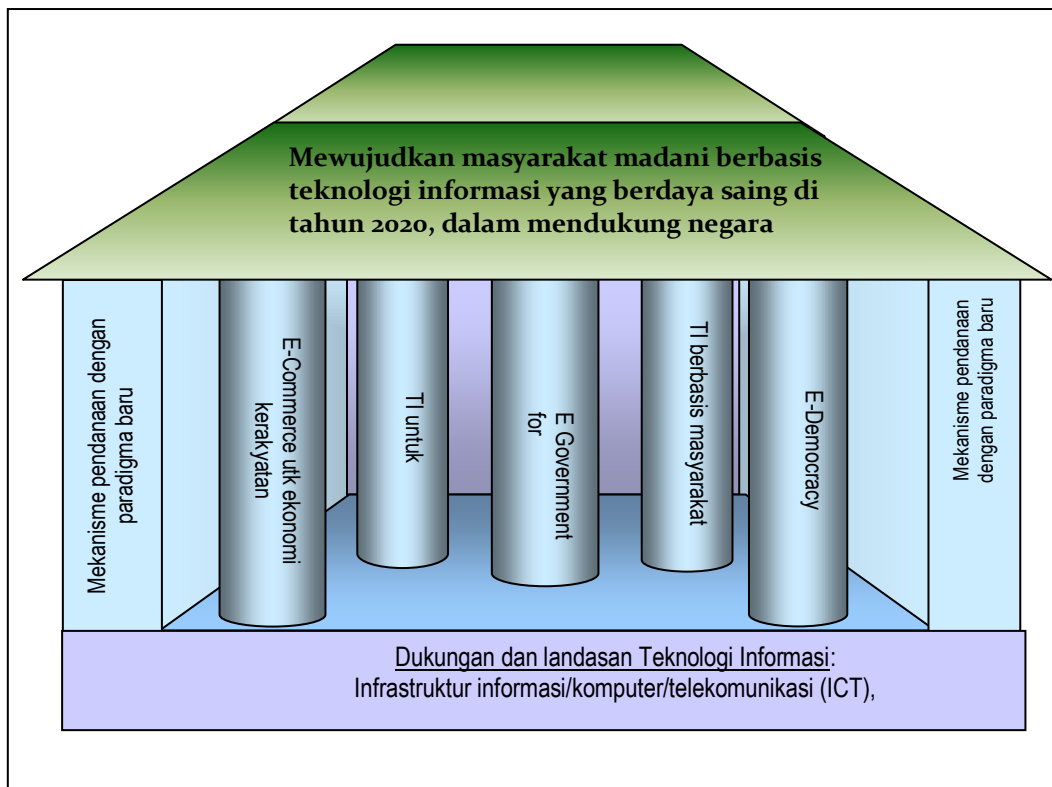 Mewujudkan masyarakat madani berbasis
teknologi informasi yang berdaya saing di
tahun 2020, dalam mendukung negara
Mekanisme pendanaan dengan
paradigma baru
E-Commerce utk ekonomi
kerakyatan
TI untuk
E Government
for
TI berbasis masyarakat
E-Democracy
Mekanisme pendanaan
dengan paradigma baru
Dukungan dan landasan Teknologi Informasi:
Infrastruktur informasi/komputer/telekomunikasi (ICT),